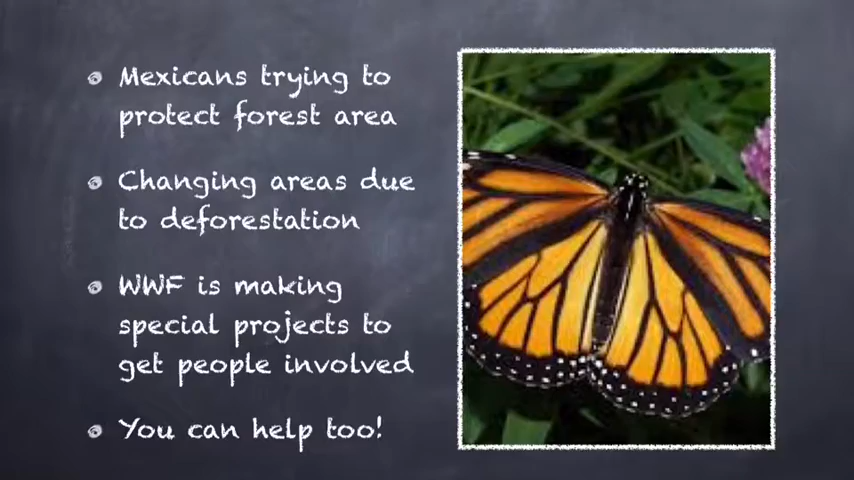 Mexicans trying to
protect forest area
Changing areas due
to deforestation
WWF is making
special projects to
get people involved
You can help too!